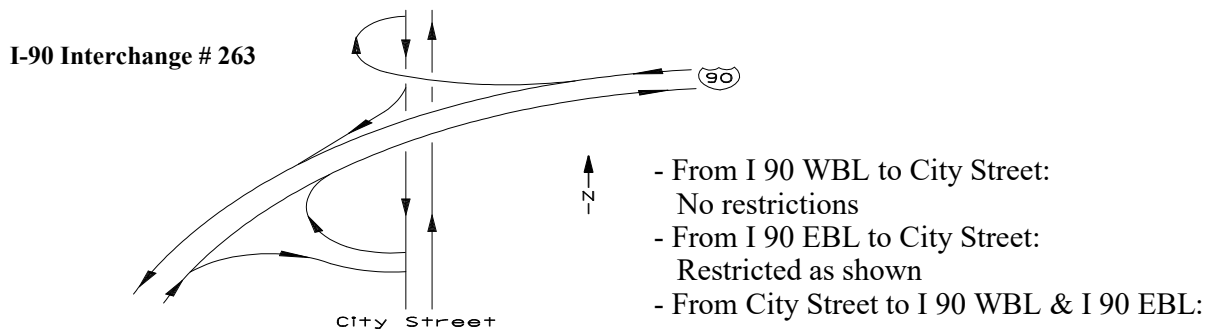 I-90 Interchange # 263
90
-N-
- From I 90 WBL to City Street:
No restrictions
- From I 90 EBL to City Street:
Restricted as shown
- From City Street to I 90 WBL & I 90 EBL:
City Street